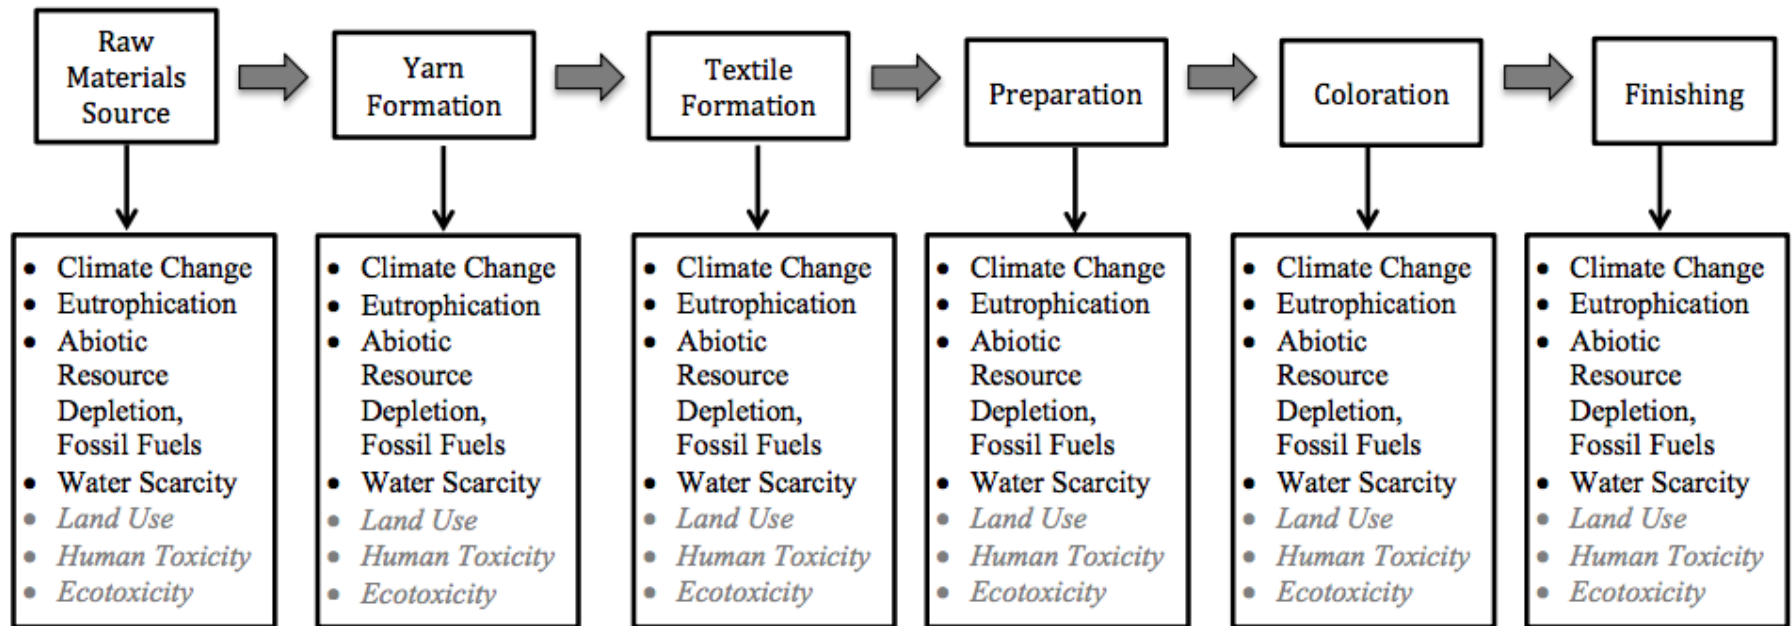 Raw
Materials
Source
Yarn
Formation
Textile
Formation
Preparation
Coloration
Finishing
• Climate Change
• Eutrophication
• Abiotic
Resource
Depletion,
Fossil Fuels
• Water Scarcity
• Land Use
• Human Toxicity
• Ecotoxicity
• Climate Change
• Eutrophication
• Abiotic
Resource
Depletion,
Fossil Fuels
• Water Scarcity
• Land Use
• Human Toxicity
• Ecotoxicity
• Climate Change
• Eutrophication
• Abiotic
Resource
Depletion,
Fossil Fuels
• Water Scarcity
• Land Use
• Human Toxicity
• Ecotoxicity
• Climate Change
• Eutrophication
• Abiotic
Resource
Depletion,
Fossil Fuels
• Water Scarcity
• Land Use
• Human Toxicity
• Ecotoxicity
• Climate Change
• Eutrophication
• Abiotic
Resource
Depletion,
Fossil Fuels
• Water Scarcity
• Land Use
• Human Toxicity
• Ecotoxicity
• Climate Change
• Eutrophication
• Abiotic
Resource
Depletion,
Fossil Fuels
• Water Scarcity
• Land Use
• Human Toxicity
• Ecotoxicity